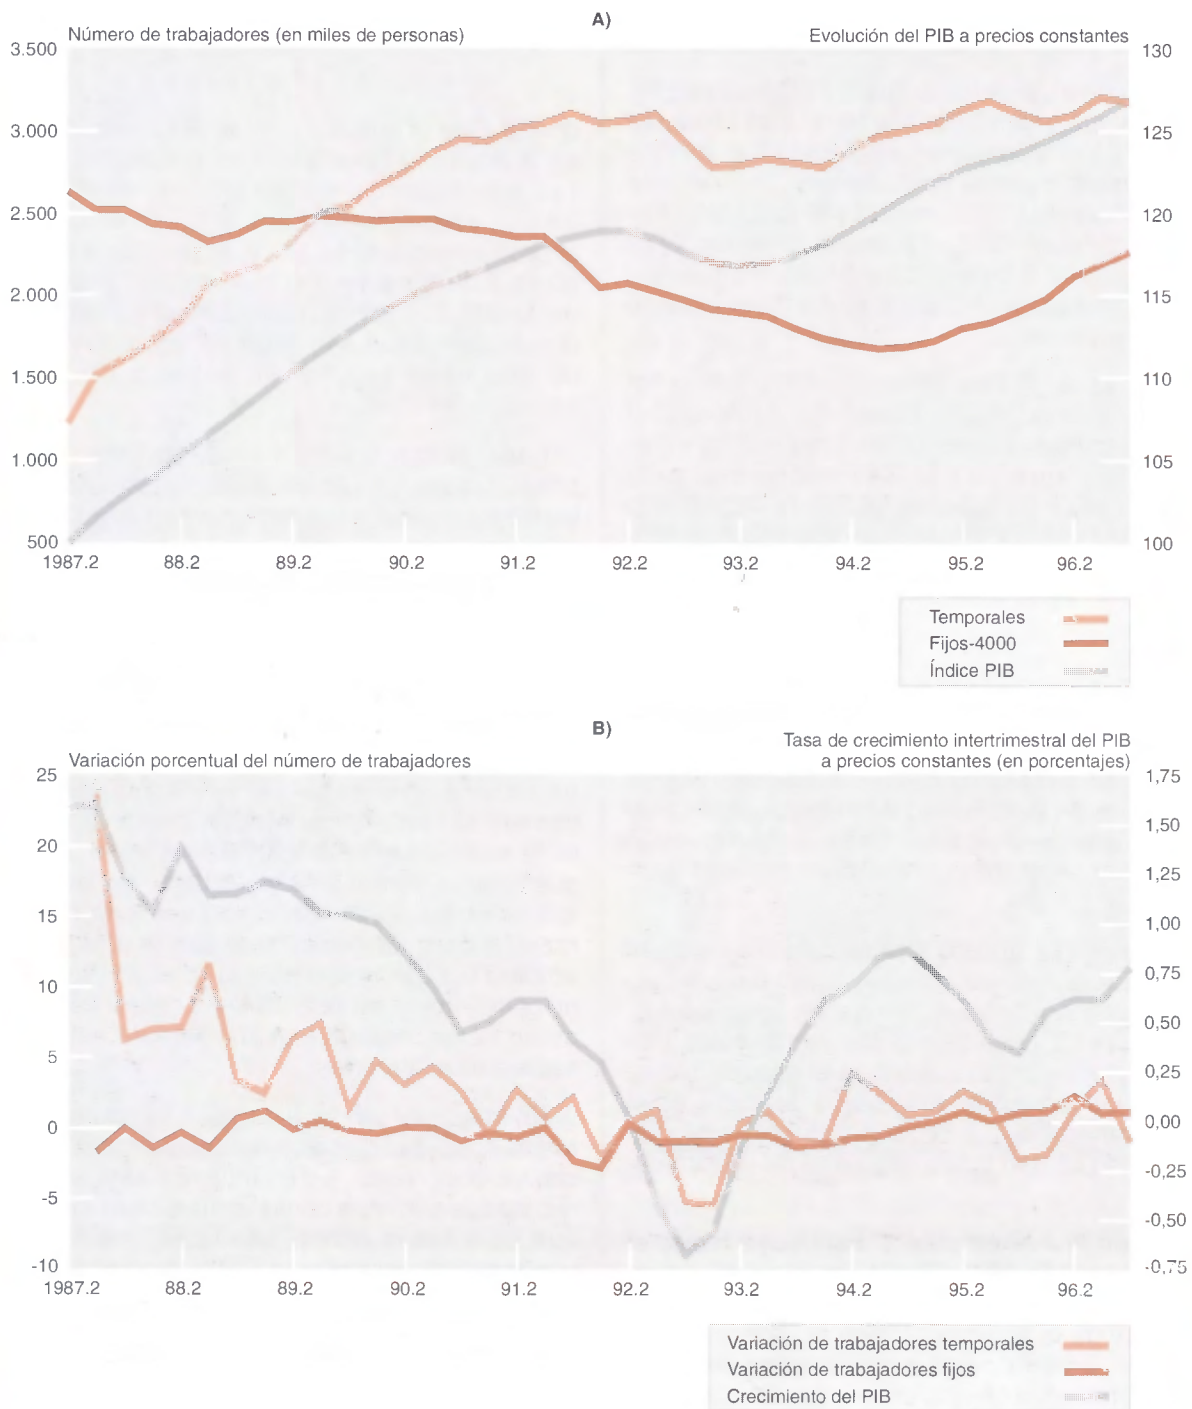 A)
Número de trabajadores (en miles de personas) Evolución del PIB a precios constantes
3.500 130
3.000 125
2.500 120
2.000 115
1.500 110
1.000 105
500 100
1987.2 88.2 89.2 90.2 91.2 92.2 93.2 94.2 95.2 96.2
Temporales
Fijos-4000
Índice PIB
B)
Variación porcentual del número de trabajadores
Tasa de crecimiento intertrimestral del PIB
a precios constantes (en porcentajes)
25 1,75
1,50
20
1,25
15 1,00
10 0,75
0,50
5
0,25
0 0,00
-0,25
-5
-0,50
-10 -0,75
1987.2 88.2 89.2 90.2 91.2 92.2 93.2 94.2 95.2 96.2
Variación de trabajadores temporales
Variación de trabajadores fijos
Crecimiento del PIB